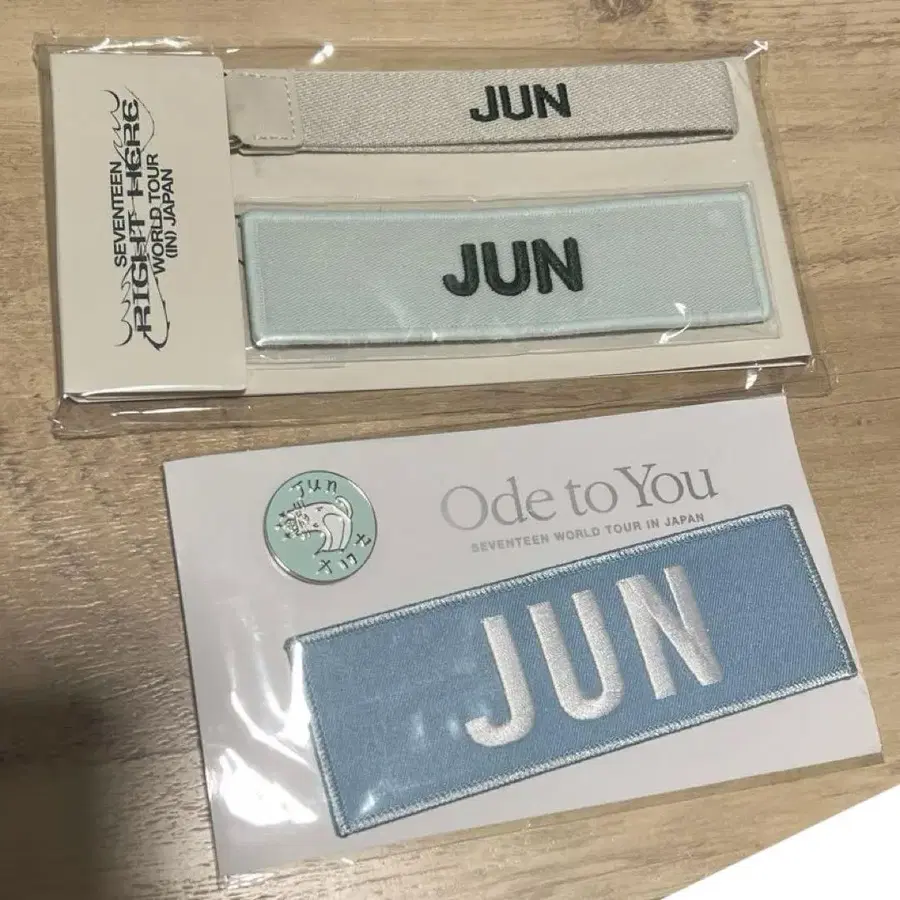 SEVENTEEN
RIGHT HERE
WORLD TOUR
(IN) JAPAN
JUN
JUN
Jun
Ode to You
SEVENTEEN WORLD TOUR IN JAPAN
JUN